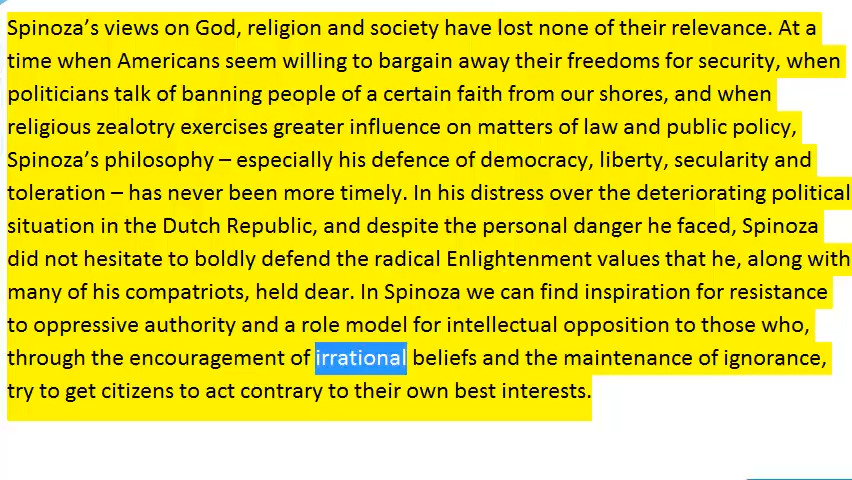 Spinoza’s views on God, religion and society have lost none of their relevance. At a
time when Americans seem willing to bargain away their freedoms for security, when
politicians talk of banning people of a certain faith from our shores, and when
religious zealotry exercises greater influence on matters of law and public policy,
Spinoza’s philosophy – especially his defence of democracy, liberty, secularity and
toleration – has never been more timely. In his distress over the deteriorating political
situation in the Dutch Republic, and despite the personal danger he faced, Spinoza
did not hesitate to boldly defend the radical Enlightenment values that he, along with
many of his compatriots, held dear. In Spinoza we can find inspiration for resistance
to oppressive authority and a role model for intellectual opposition to those who,
through the encouragement of irrational beliefs and the maintenance of ignorance,
try to get citizens to act contrary to their own best interests.